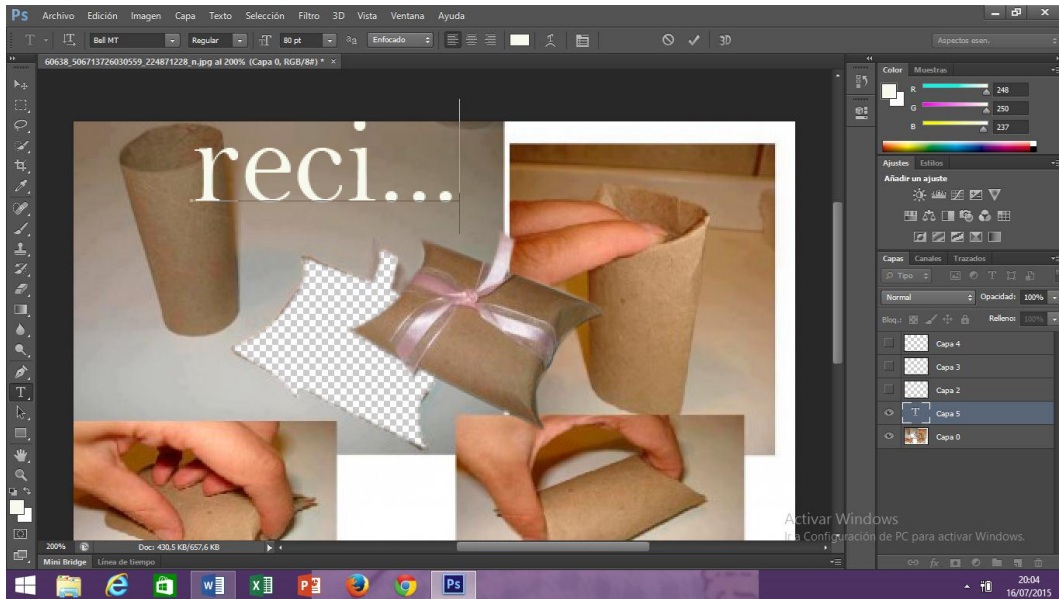 Ps Archivo Edición Imagen Capa Texto Selección Filtro 3D Vista Ventana Ayuda
T Bell MT Regular 80 pt aa Enfocado 3D Aspectos esen.
60638_506713726030559_224871228_n.jpg al 200% (Capa 0, RGB/8#) * ×
Color Muestras
R 248
G 250
B 237
reci...
Ajustes Estilos
Añadir un ajuste
Capas Canales Trazados
Tipo
Normal Opacidad: 100%
Bloq.: Relleno: 100%
Capa 4
Capa 3
Capa 2
T Capa 5
Capa 0
Activar Windows
Ir a Configuración de PC para activar Windows.
200% Doc: 430,5 KB/657,6 KB
Mini Bridge Línea de tiempo
20:04
16/07/2015